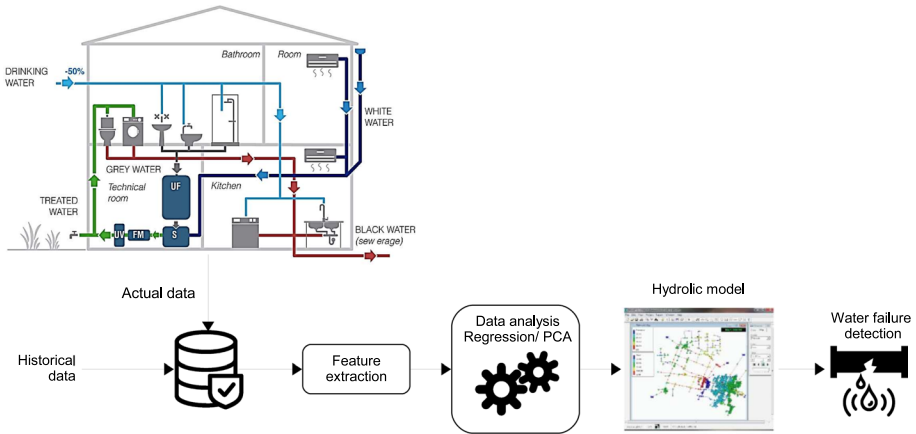 Bathroom
Room
DRINKING
WATER
-50%
WHITE
WATER
GREY WATER
Technical
room
Kitchen
UF
TREATED
WATER
UV
FM
S
BLACK WATER
(sew erage)
Actual data
Hydrolic model
Data analysis
Regression/ PCA
Water failure
detection
Historical
data
Feature
extraction